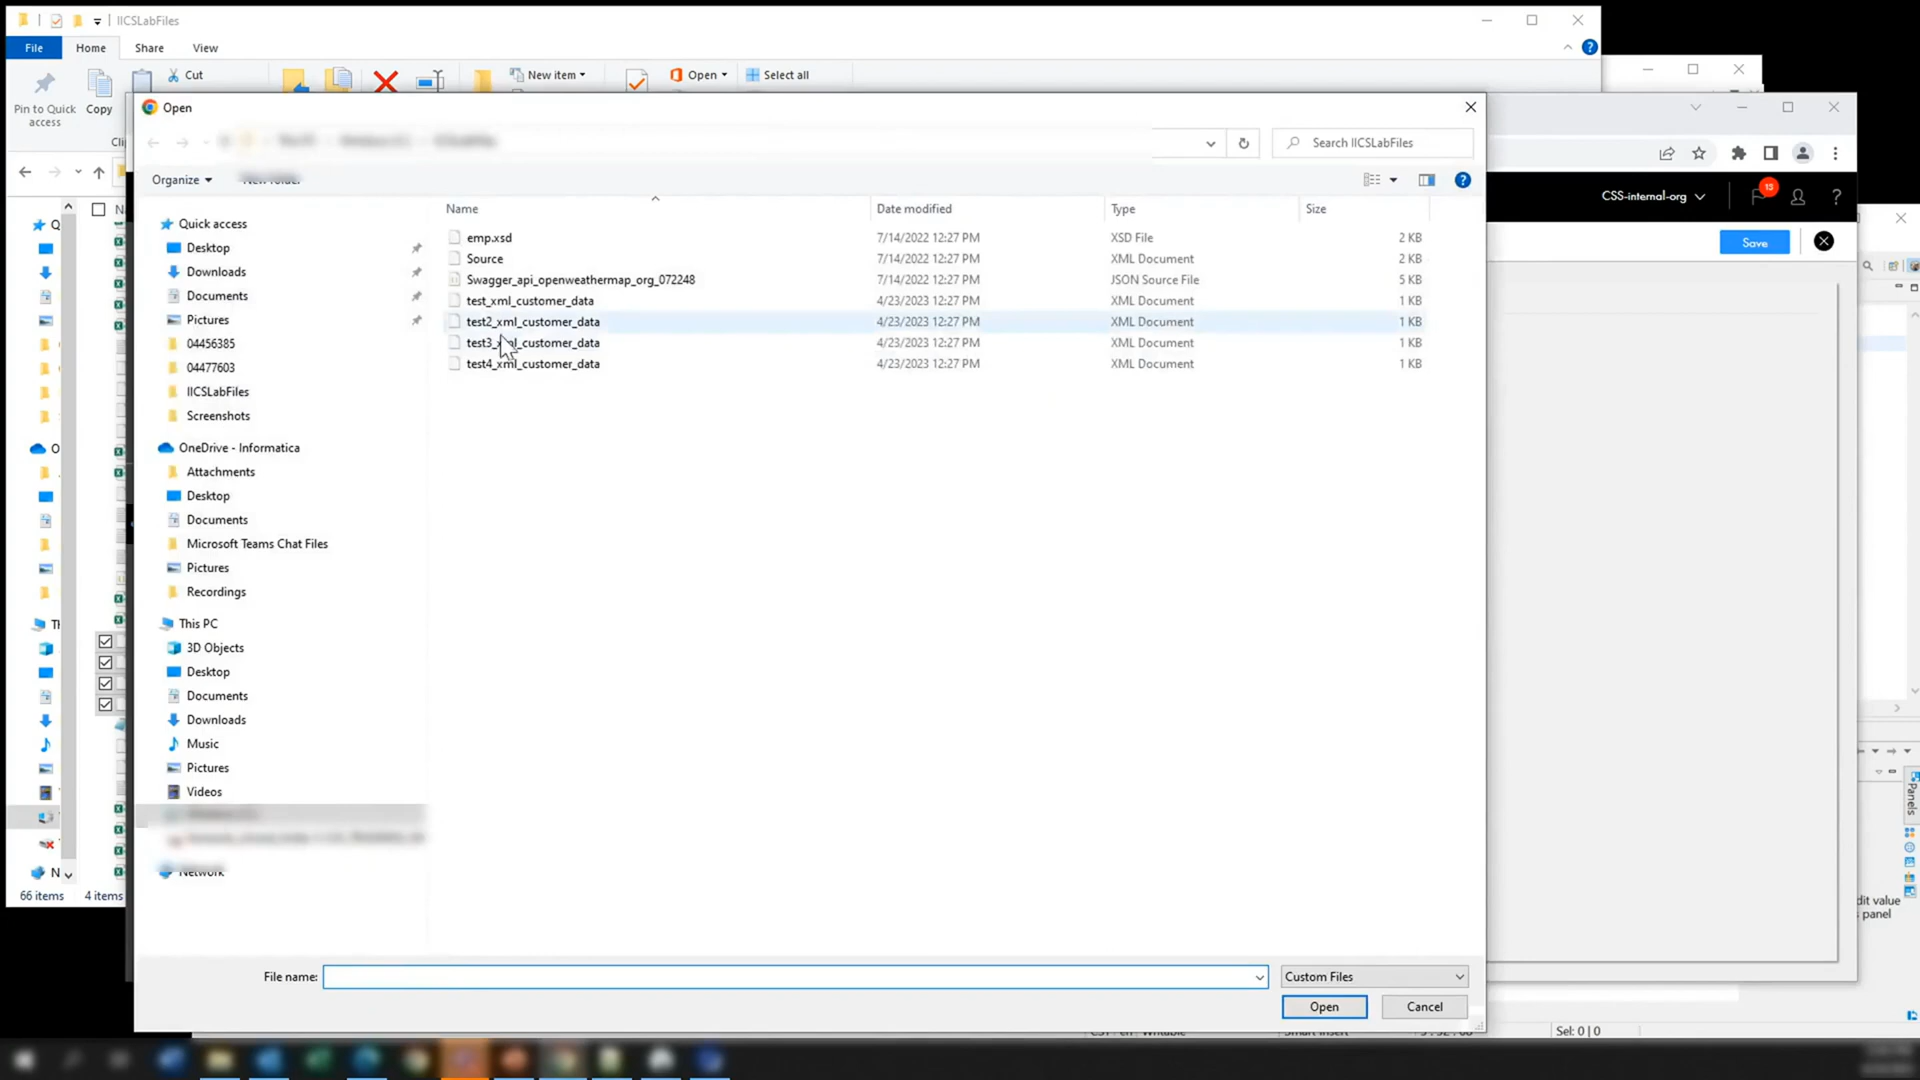 IICSLabFiles
File Home Share View
Pin to Quick access
Copy
Cut
New item
Open
Select all
Open
Search IICSLabFiles
Organize
New folder
CSS-internal-org
13
Save
Name Date modified Type Size
emp.xsd 7/14/2022 12:27 PM XSD File 2 KB
Source 7/14/2022 12:27 PM XML Document 2 KB
Swagger_api_openweathermap_org_072248 7/14/2022 12:27 PM JSON Source File 5 KB
test_xml_customer_data 4/23/2023 12:27 PM XML Document 1 KB
test2_xml_customer_data 4/23/2023 12:27 PM XML Document 1 KB
test3_xml_customer_data 4/23/2023 12:27 PM XML Document 1 KB
test4_xml_customer_data 4/23/2023 12:27 PM XML Document 1 KB
Quick access
Desktop
Downloads
Documents
Pictures
04456385
04477603
IICSLabFiles
Screenshots
OneDrive - Informatica
Attachments
Desktop
Documents
Microsoft Teams Chat Files
Pictures
Recordings
This PC
3D Objects
Desktop
Documents
Downloads
Music
Pictures
Videos
Network
66 items 4 items
Panels
dit value
panel
File name:
Custom Files
Open Cancel
Sel: 0 | 0